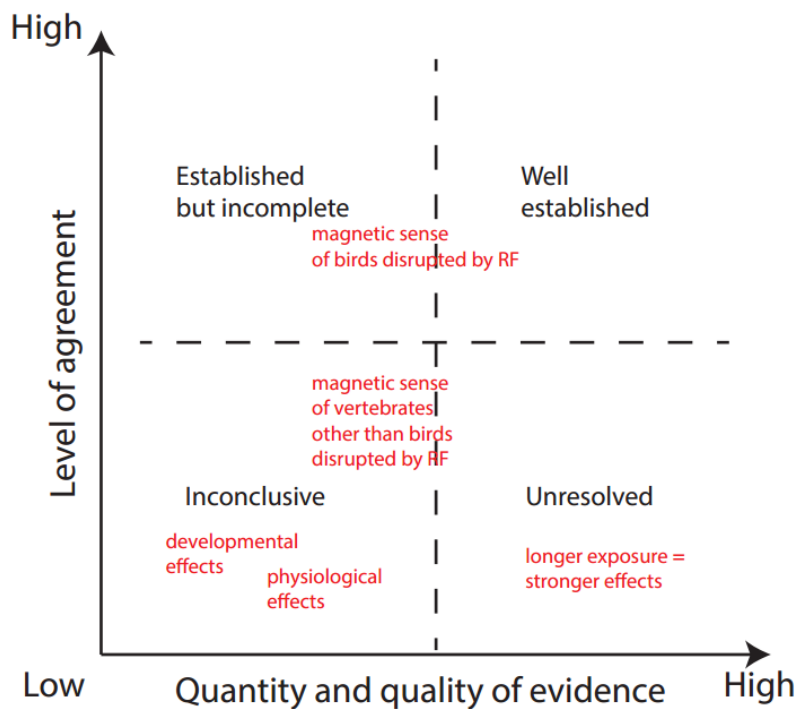 High
Level of agreement
Established
but incomplete
Well
established
magnetic sense
of birds disrupted by RF
magnetic sense
of vertebrates
other than birds
disrupted by RF
Inconclusive
Unresolved
developmental
effects
physiological
effects
longer exposure =
stronger effects
Low
Quantity and quality of evidence
High